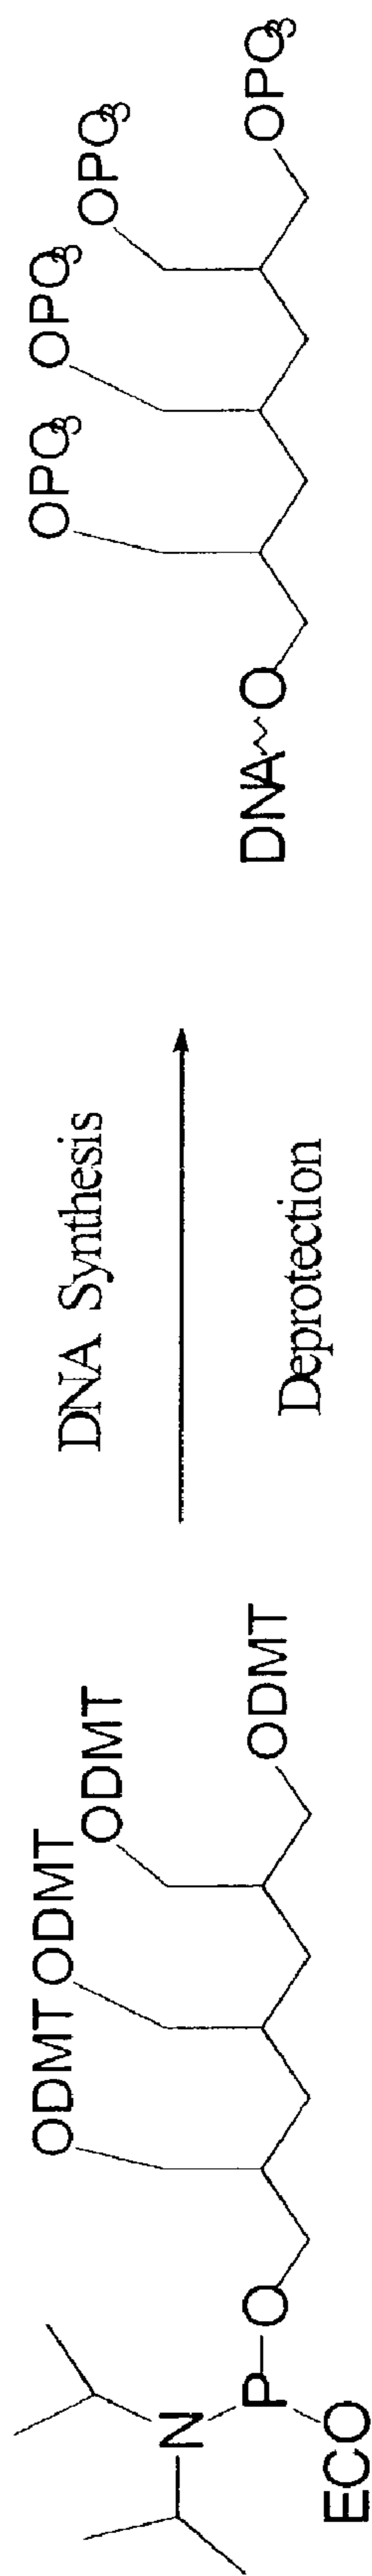 N
P
ECO
O
ODMT
ODMT
ODMT
ODMT
DNA Synthesis
Deprotection
DNA~O
OPO3
OPO3
OPO3
OPO3